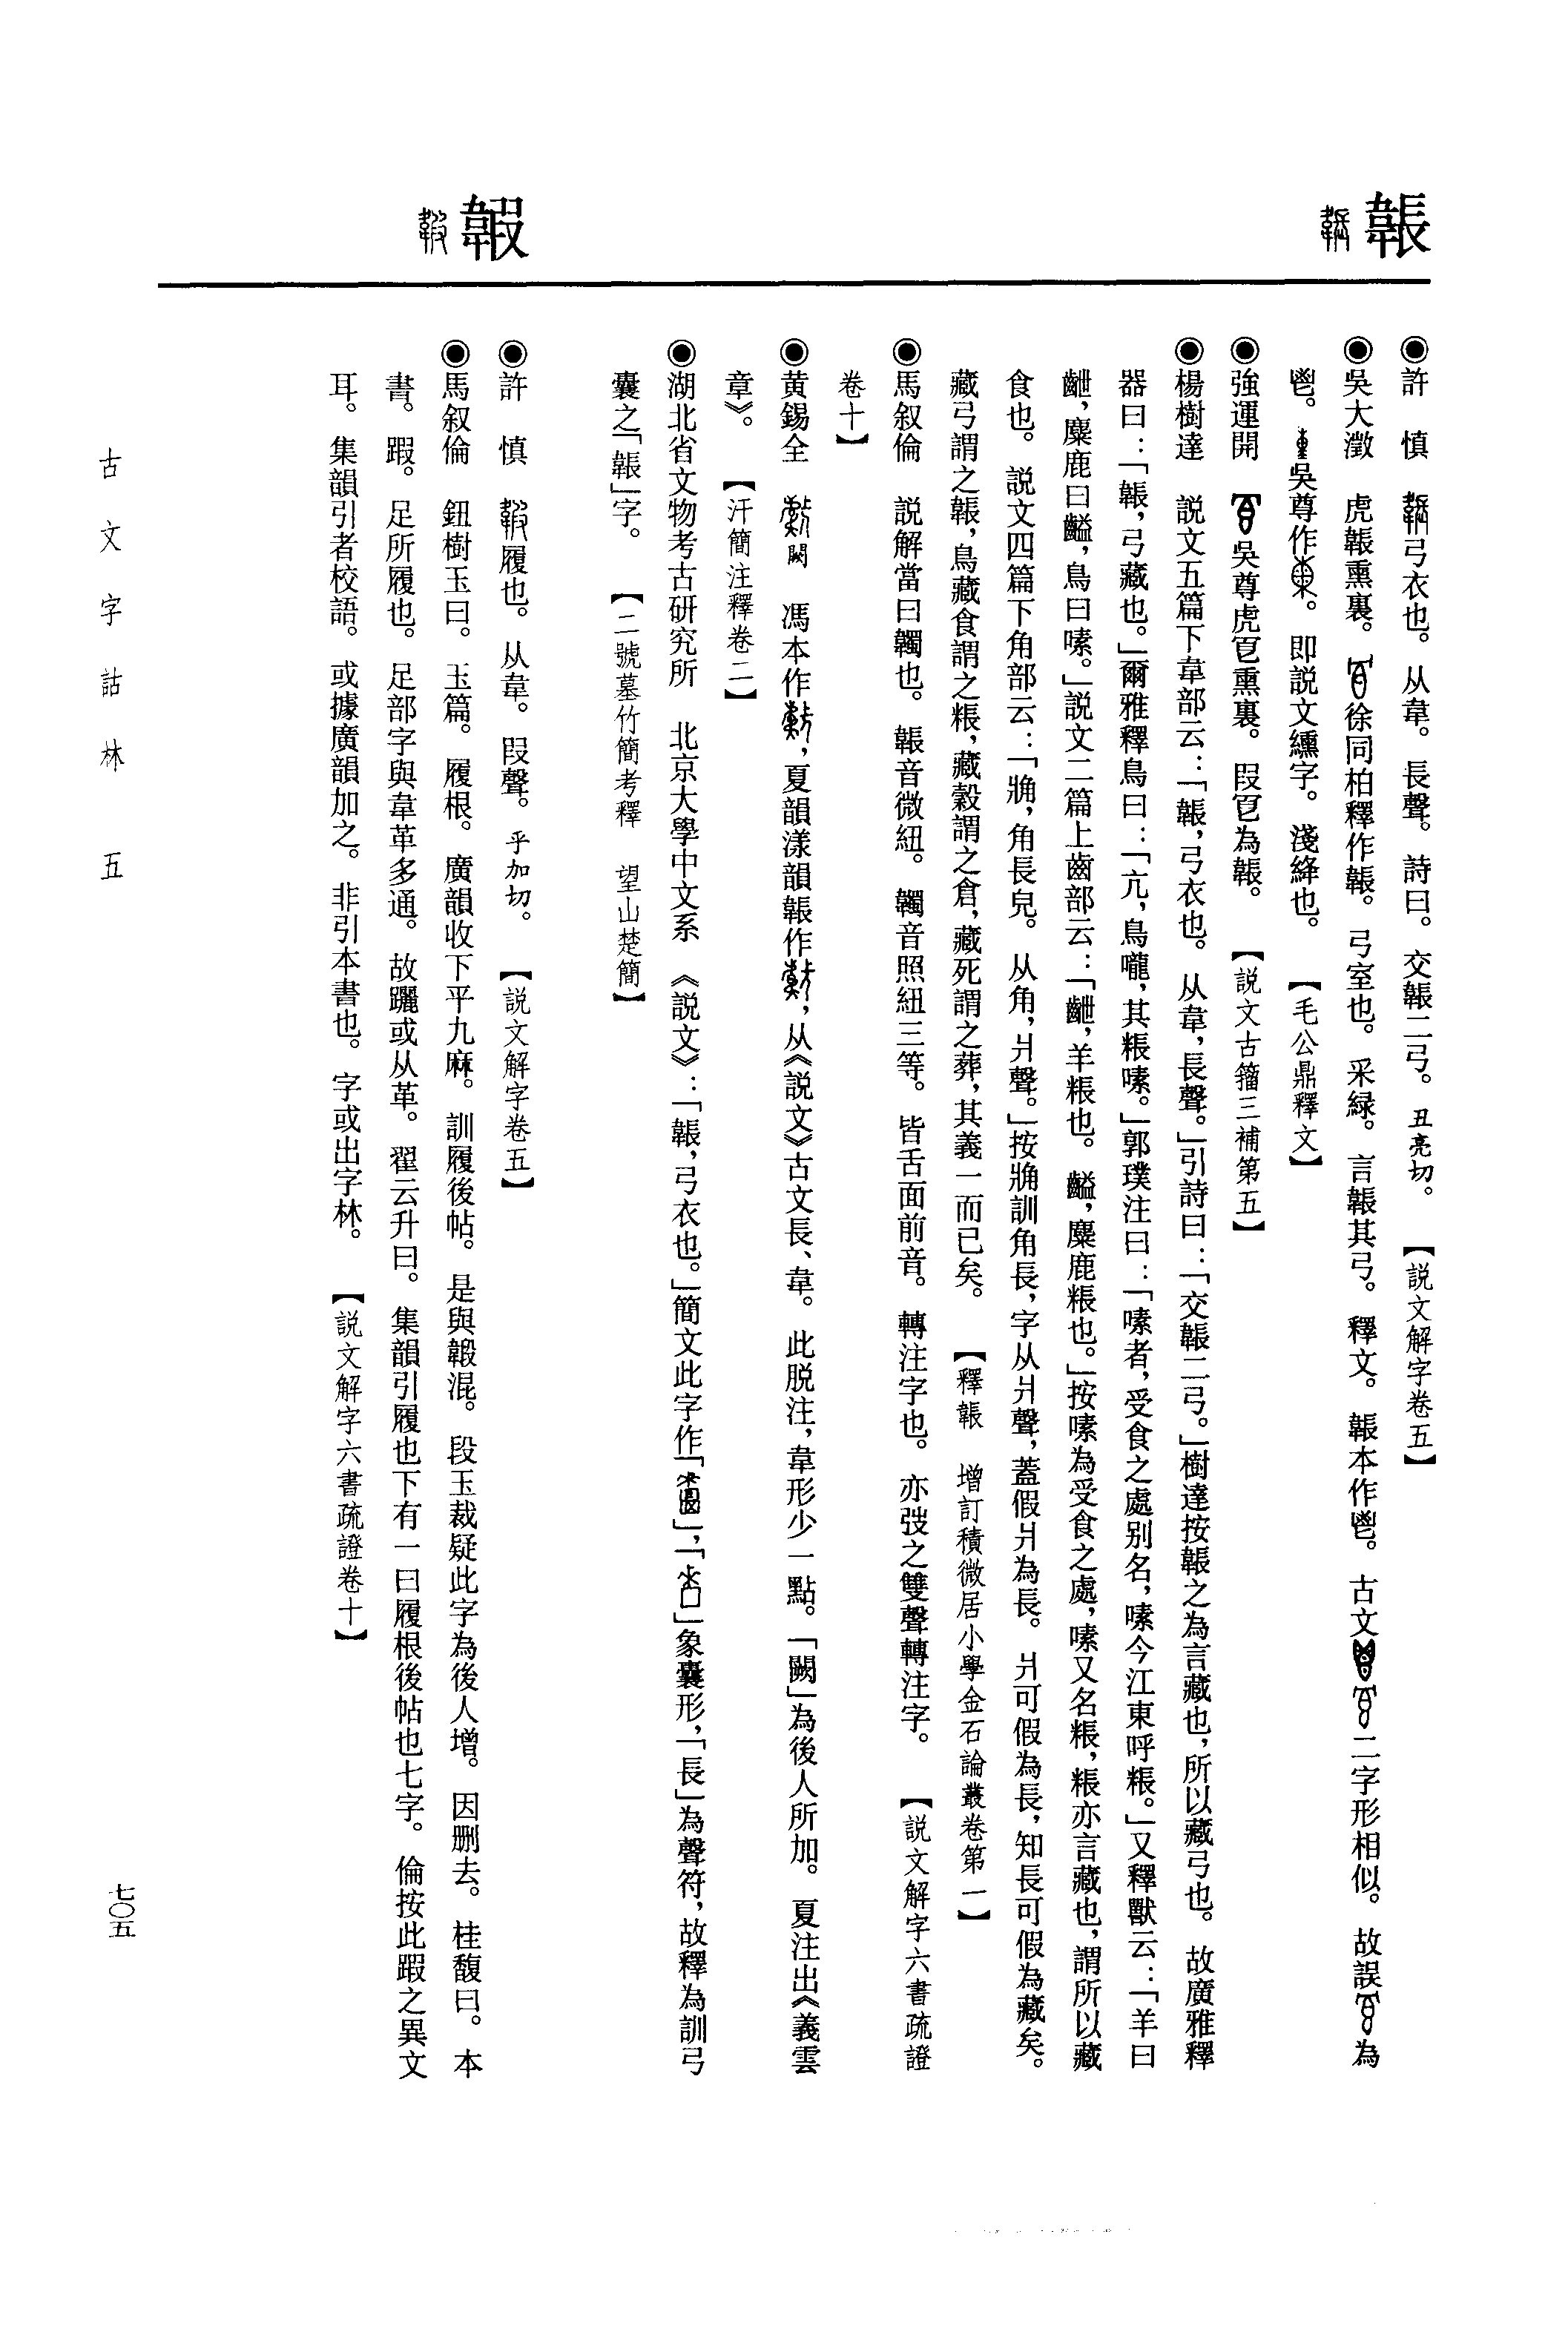 韔
◉許　慎　弓衣也。从韋。長聲。詩曰。交韔二弓。丑亮切。【説文解字卷五】
◉吳大澂　虎韔熏裏。徐同柏釋作韔。弓室也。采緑。言韔其弓。釋文。韔本作鬯。古文二字形相似。故誤為
鬯。吳尊作。即説文纁字。淺絳也。【毛公鼎釋文】
◉強運開　吳尊虎熏裏。叚為韔。【説文古籀三補第五】
◉楊樹達　説文五篇下韋部云：「韔，弓衣也。从韋，長聲。」引詩曰：「交韔二弓。」樹達按韔之為言藏也，所以藏弓也。故廣雅釋
器曰：「韔，弓藏也。」爾雅釋鳥曰：「亢，鳥嚨，其粻嗉。」郭璞注曰：「嗉者，受食之處别名，嗉今江東呼粻。」又釋獸云：「羊曰
齛，麋鹿曰齸，鳥曰嗉。」説文二篇上齒部云：「齛，羊粻也。齸，麋鹿粻也。」按嗉為受食之處，嗉又名粻，粻亦言藏也，謂所以藏
食也。説文四篇下角部云：「，角長皃。从角，爿聲。」按訓角長，字从爿聲，蓋假爿為長。爿可假為長，知長可假為藏矣。
藏弓謂之韔，鳥藏食謂之粻，藏穀謂之倉，藏死謂之葬，其義一而已矣。【釋韔　增訂積微居小學金石論叢卷第一】
◉馬叙倫　説解當曰韣也。韔音徹紐。韣音照紐三等。皆舌面前音。轉注字也。亦弢之雙聲轉注字。【説文解字六書疏證
卷十】
◉黄錫全　闕　馮本作，夏韻漾韻韔作，从《説文》古文長、韋。此脱注，韋形少一點。「闕」為後人所加。夏注出《義雲
章》。【汗簡注釋卷二】
◉湖北省文物考古研究所　北京大學中文系　《説文》：「韔，弓衣也。」簡文此字作「」，「」象囊形，「長」為聲符，故釋為訓弓
囊之「韔」字。【二號墓竹簡考釋　望山楚簡】
韏
◉許　慎　履也。从韋。叚聲。乎加切。【説文解字卷五】
◉馬叙倫　鈕樹玉曰。玉篇。履根。廣韻收下平九麻。訓履後帖。是與緞混。段玉裁疑此字為後人增。因删去。桂馥曰。本
書。踀。足所履也。足部字與韋革多通。故躧或从革。翟云升曰。集韻引履也下有一曰履根後帖也七字。倫按此之異文
耳。集韻引者校語。或據廣韻加之。非引本書也。字或出字林。【説文解字六書疏證卷十】
古文字詁林　五
七〇五